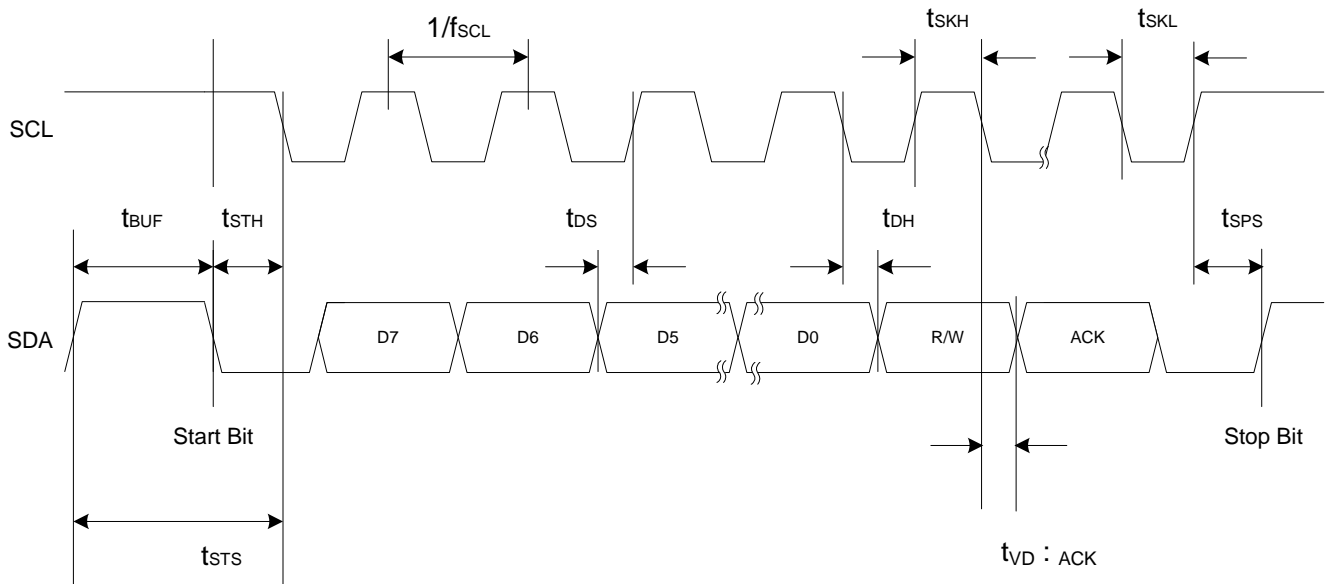 1/fSCL
tSKH
tSKL
SCL
tBUF
tSTH
tDS
tDH
tSPS
SDA
D7
D6
D5
D0
R/W
ACK
Start Bit
Stop Bit
tSTS
tVD : ACK